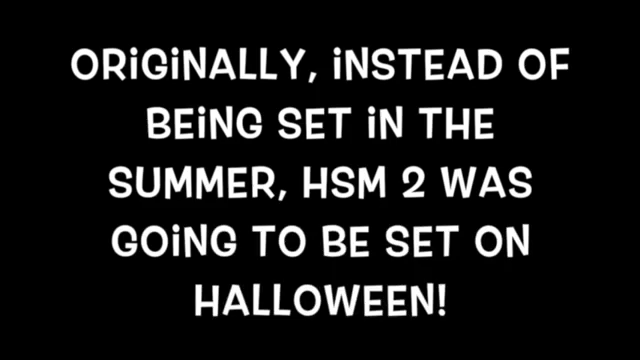 ORiGiNALLY, iNSTEAD OF
BEiNG SET iN THE
SUMMER, HSM 2 WAS
GOiNG TO BE SET ON
HALLOWEEN!